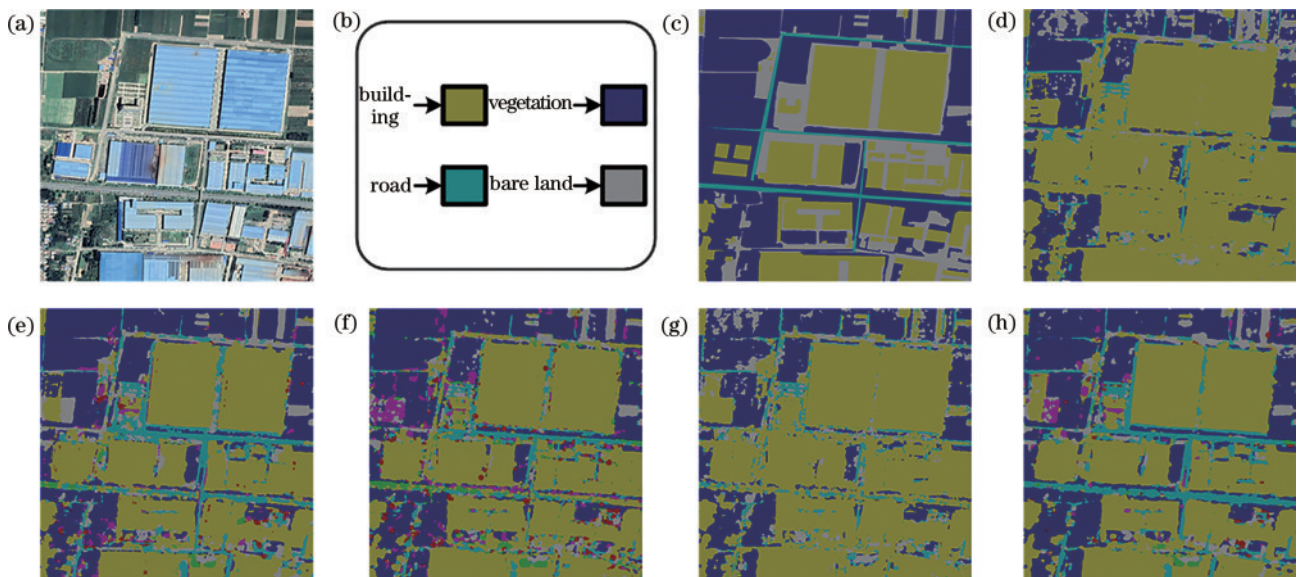 (a)
(b)
build-
ing
vegetation
road
bare land
(c)
(d)
(e)
(f)
(g)
(h)